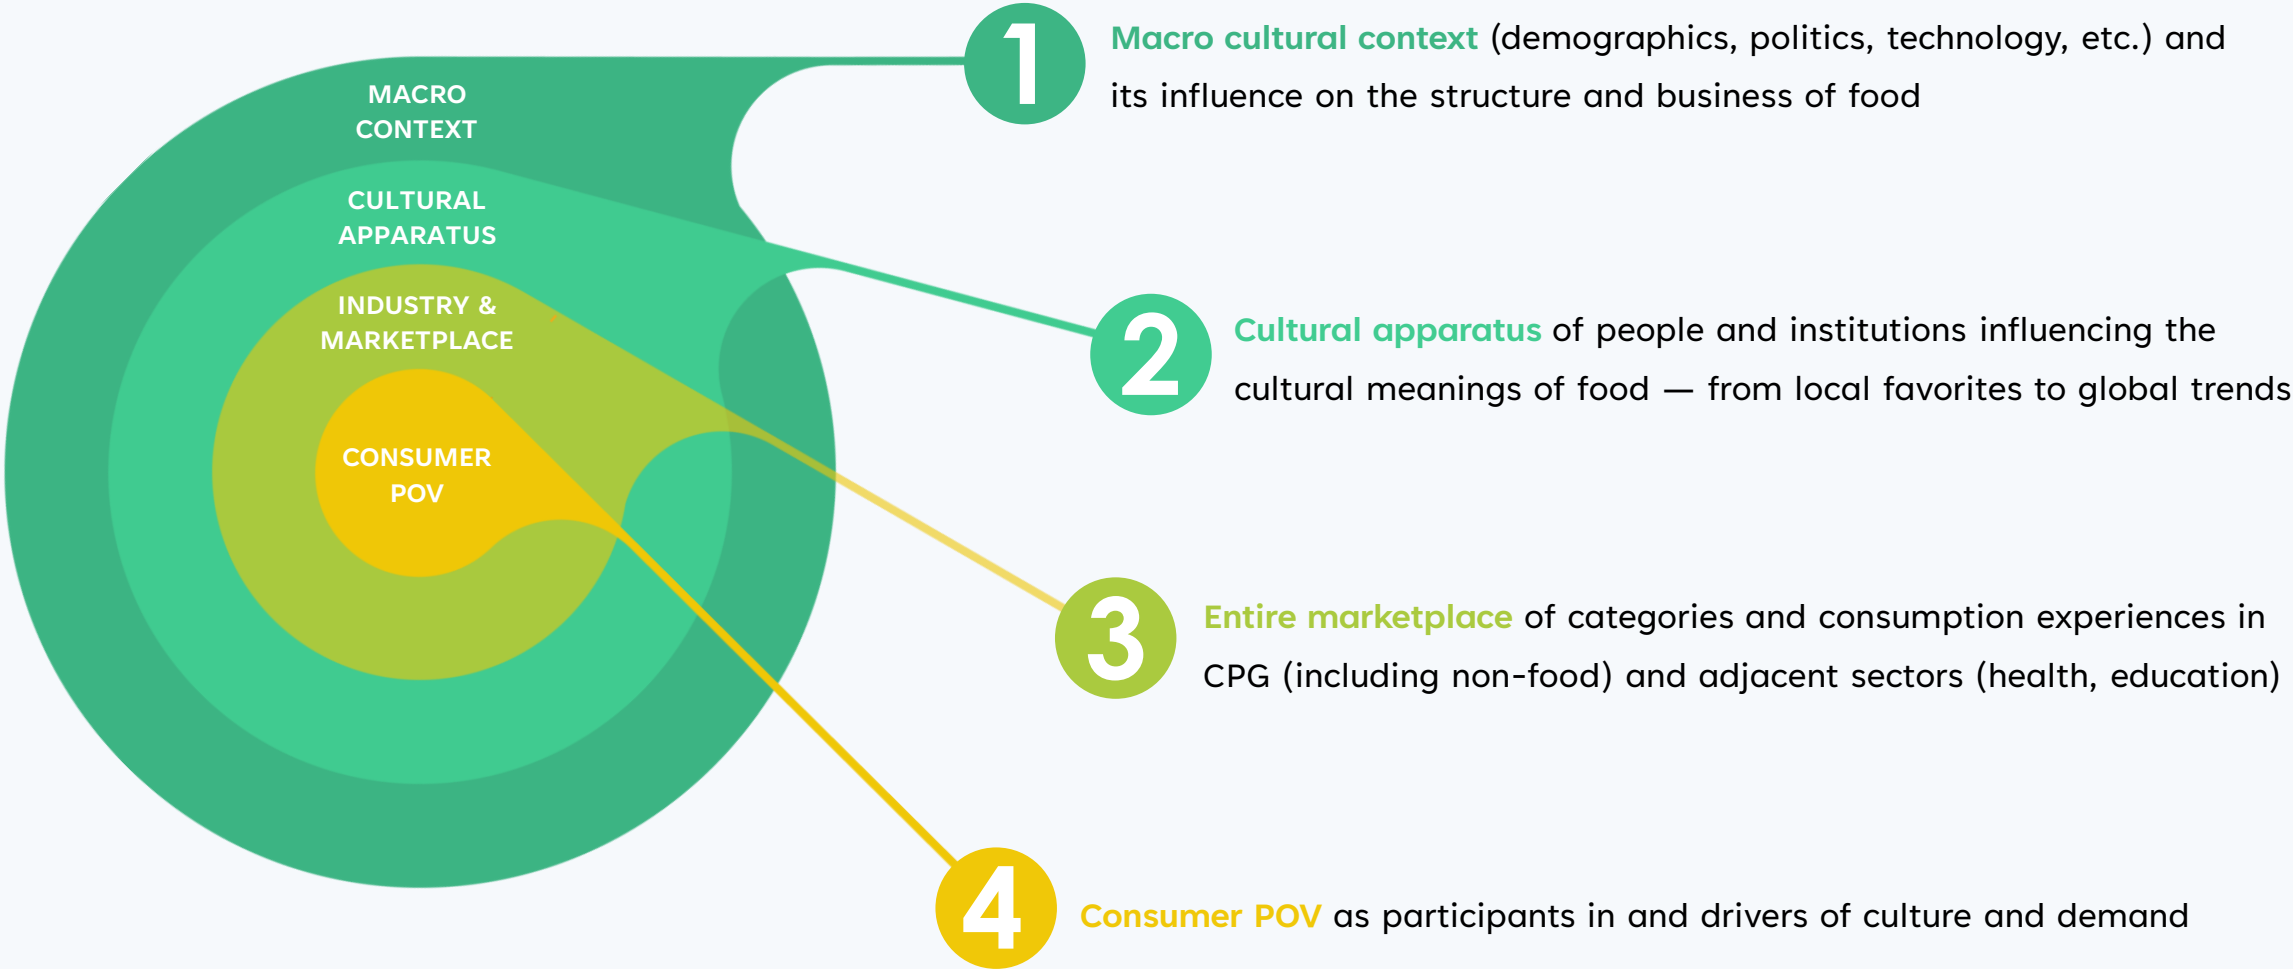 MACRO
CONTEXT
CULTURAL
APPARATUS
INDUSTRY &
MARKETPLACE
CONSUMER
POV
1
Macro cultural context (demographics, politics, technology, etc.) and
its influence on the structure and business of food
2
Cultural apparatus of people and institutions influencing the
cultural meanings of food — from local favorites to global trends
3
Entire marketplace of categories and consumption experiences in
CPG (including non-food) and adjacent sectors (health, education)
4
Consumer POV as participants in and drivers of culture and demand